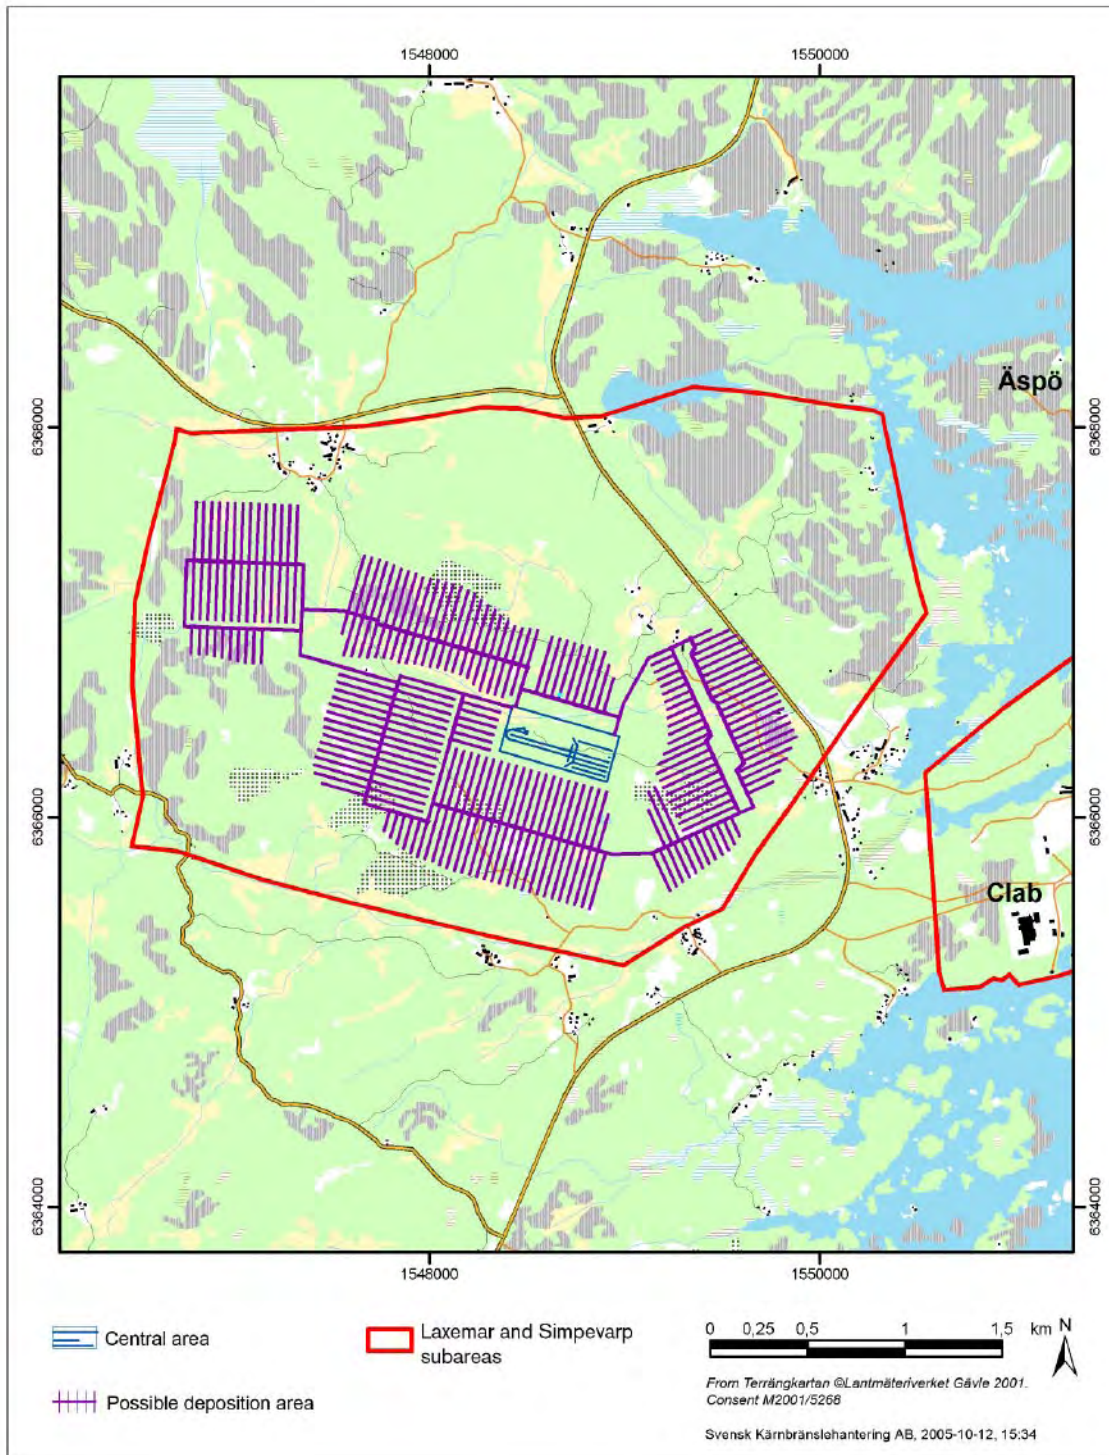 1548000
1550000
Äspö
6368000
6368000
6366000
6366000
Clab
6364000
6364000
1548000
1550000
Central area
Laxemar and Simpevarp
subareas
Possible deposition area
0 0,25 0,5 1 1,5 km N
From Terrängkartan ©Lantmäteriverket Gävle 2001.
Consent M2001/5268
Svensk Kärnbränslehantering AB, 2005-10-12, 15:34